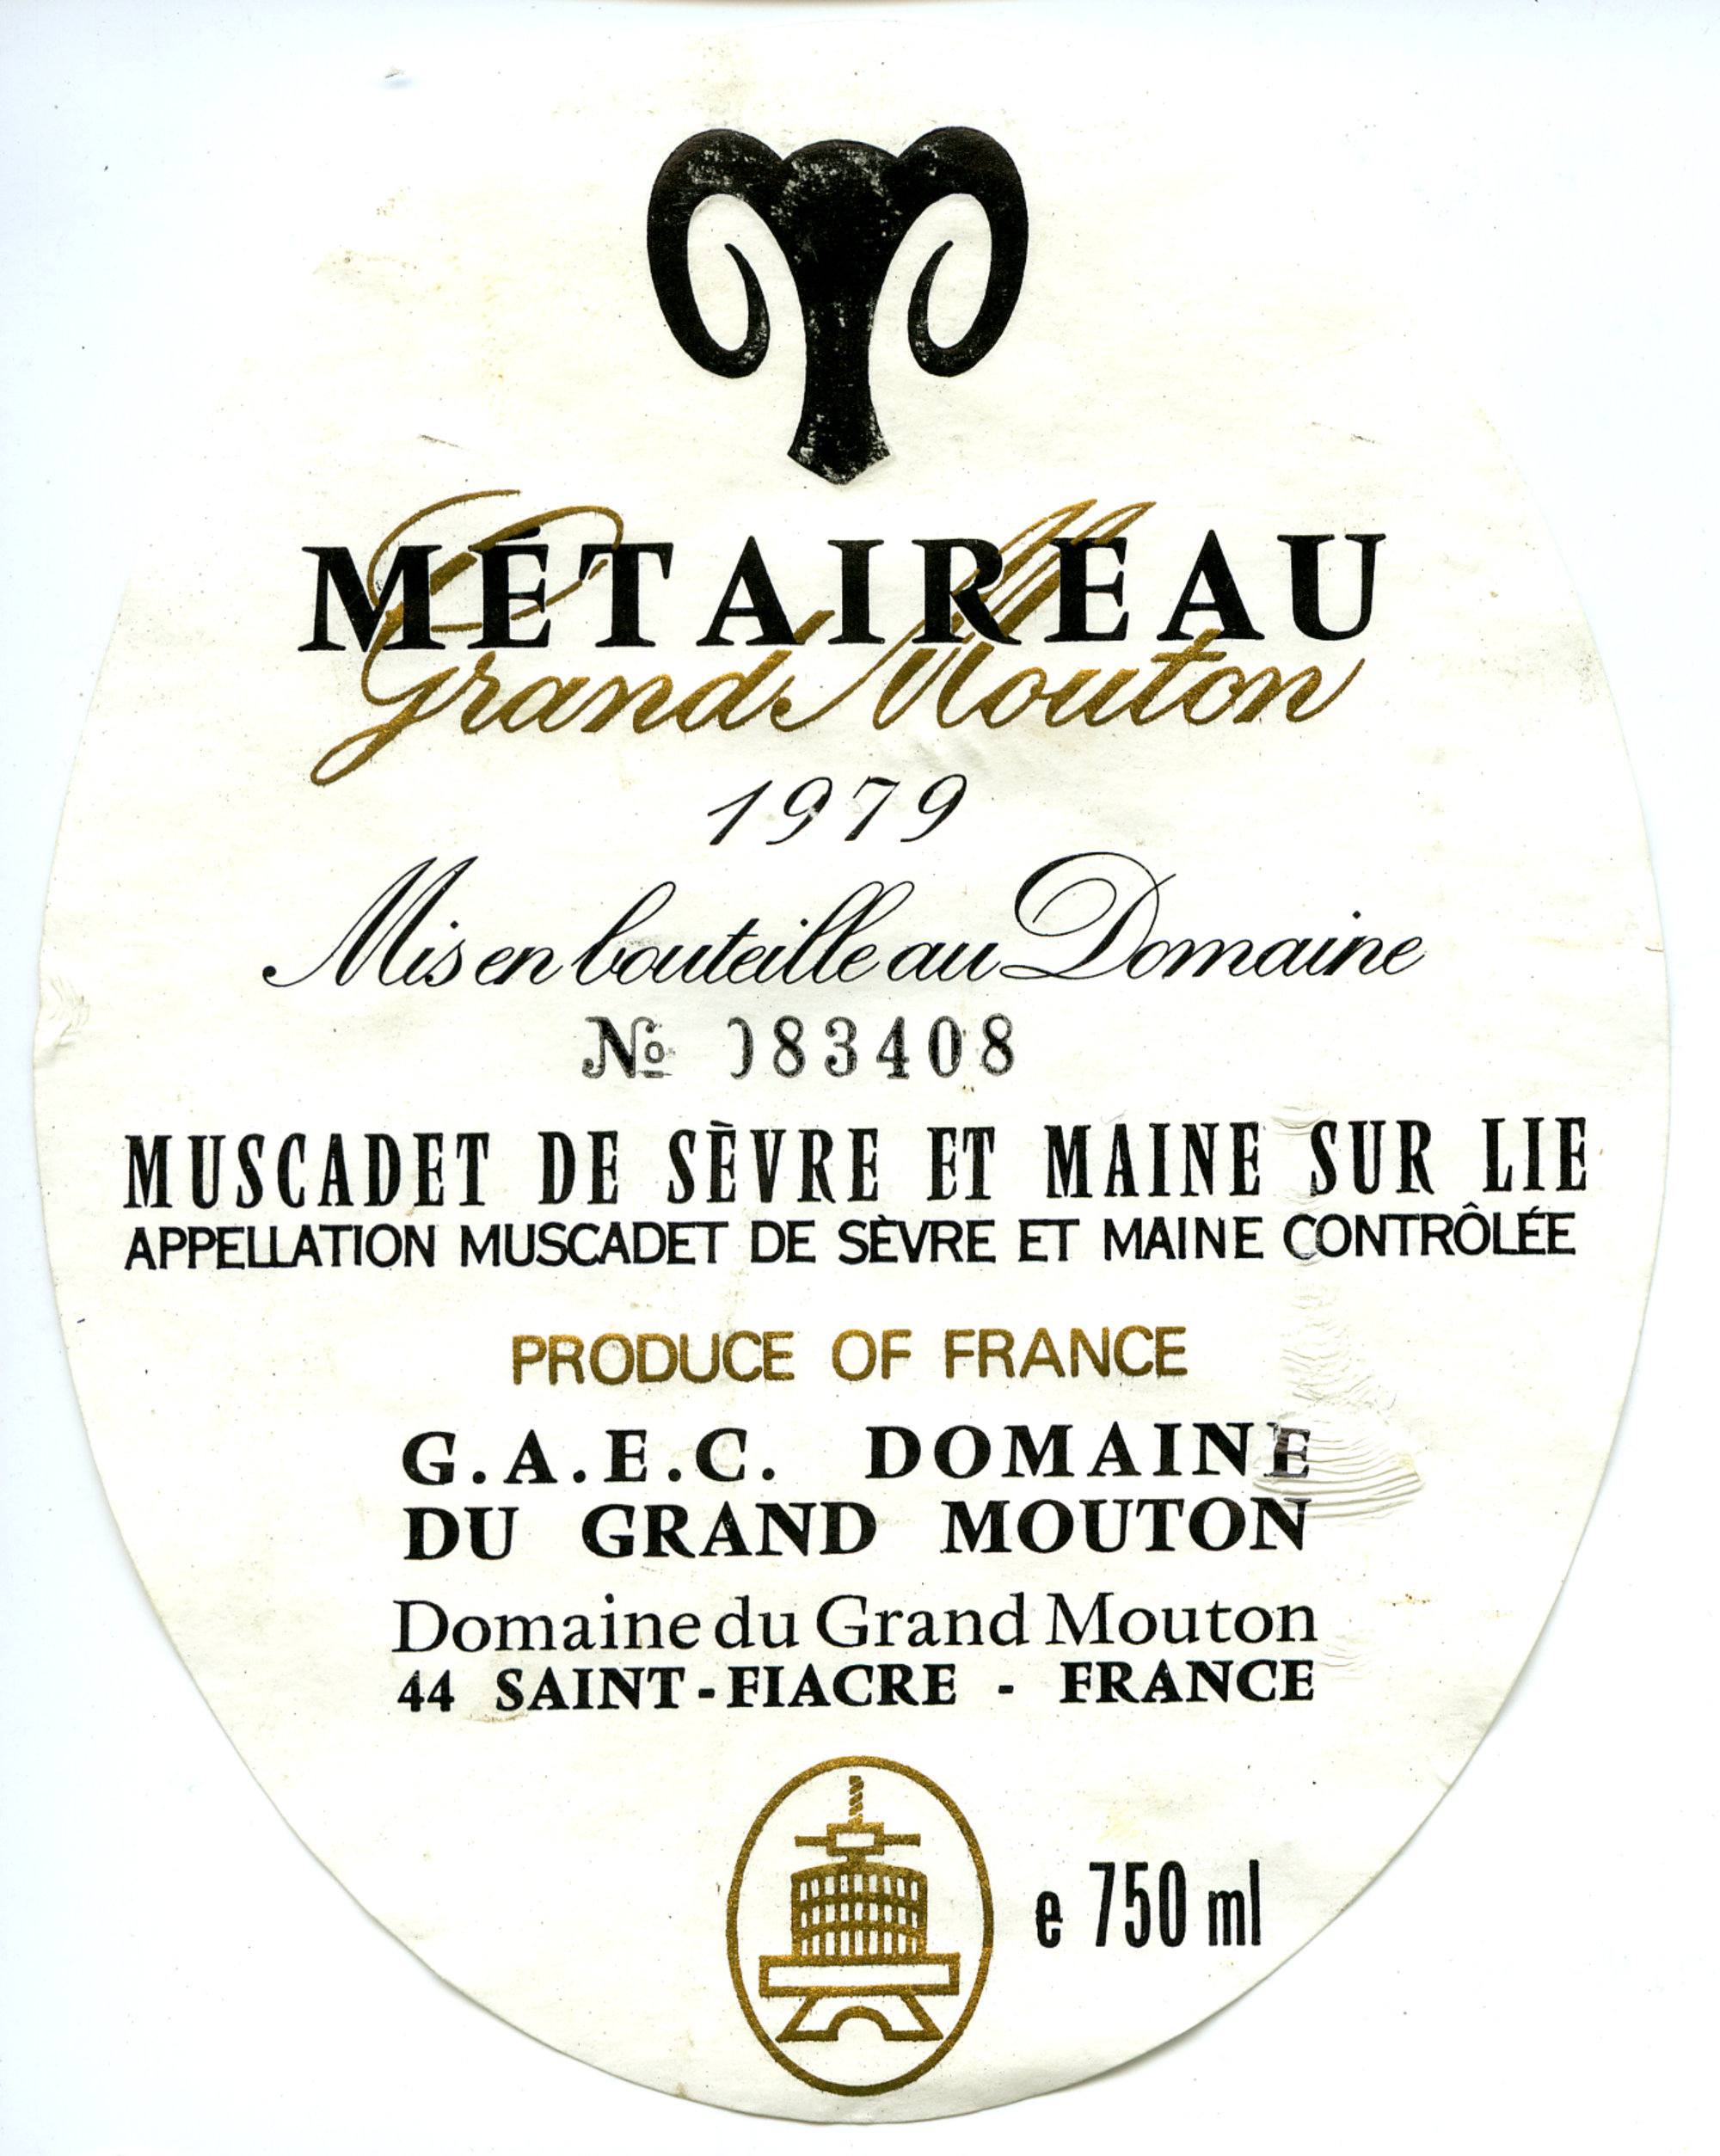 MÉTAIREAU
Grand Mouton
1979
Mis en bouteille au Domaine
№ 083408
MUSCADET DE SÈVRE ET MAINE SUR LIE
APPELLATION MUSCADET DE SÈVRE ET MAINE CONTRÔLÉE
PRODUCE OF FRANCE
G.A.E.C. DOMAINE
DU GRAND MOUTON
Domaine du Grand Mouton
44 SAINT-FIACRE - FRANCE
e 750 ml